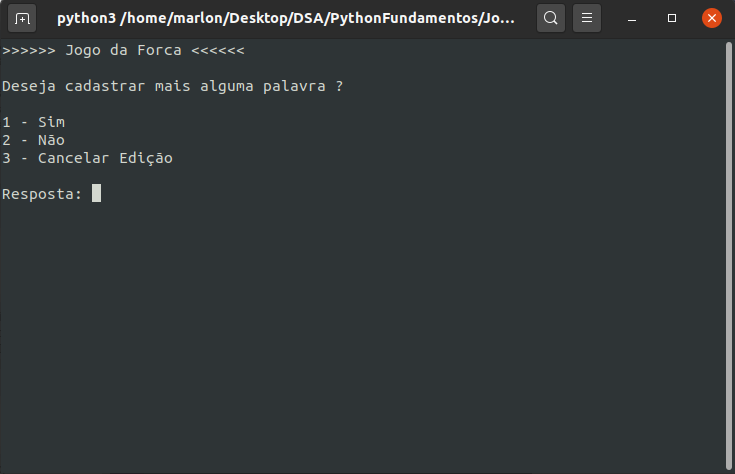 python3 /home/marlon/Desktop/DSA/PythonFundamentos/Jo...
>>>>>> Jogo da Forca <<<<<<
Deseja cadastrar mais alguma palavra ?
1 - Sim
2 - Não
3 - Cancelar Edição
Resposta: